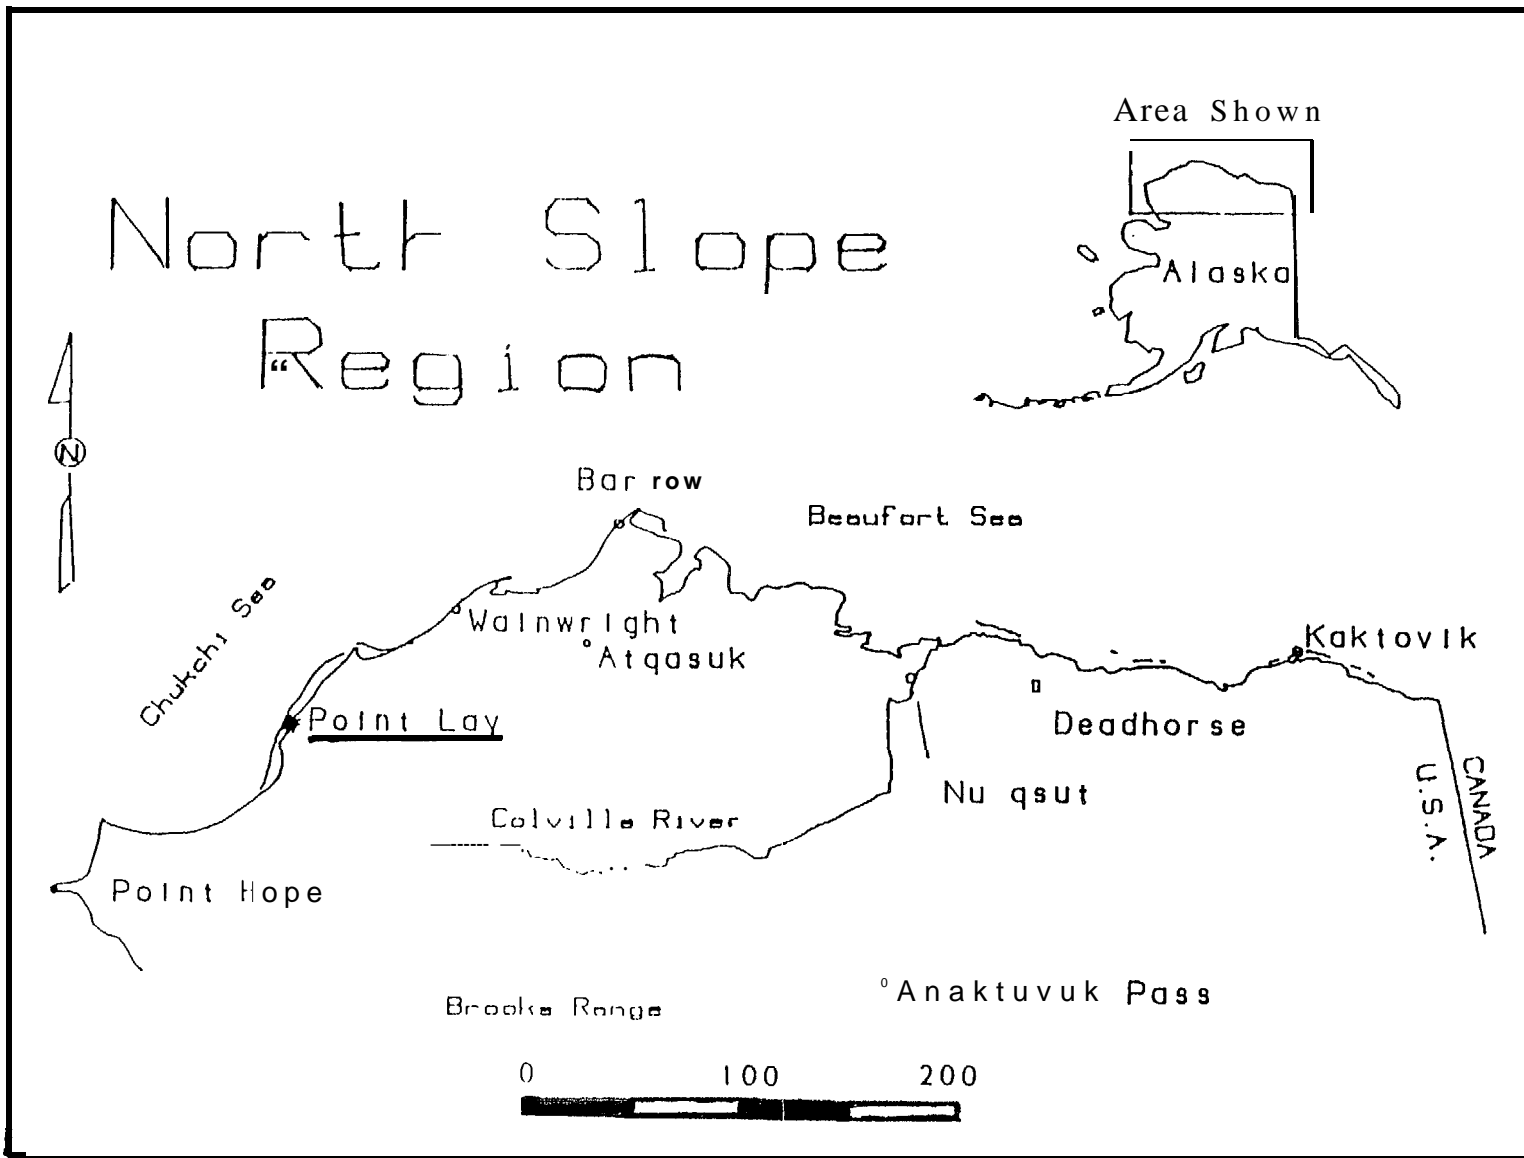 Area Shown
North Slope
Region
Alaska
N
Barrow
Beaufort Sea
Chukchi Sea
Wainwright
Atqasuk
Kaktovik
Point Lay
Deadhorse
CANADA
U.S.A.
Nu qsut
Colville River
Point Hope
Brooks Range
Anaktuvuk Pass
0 100 200